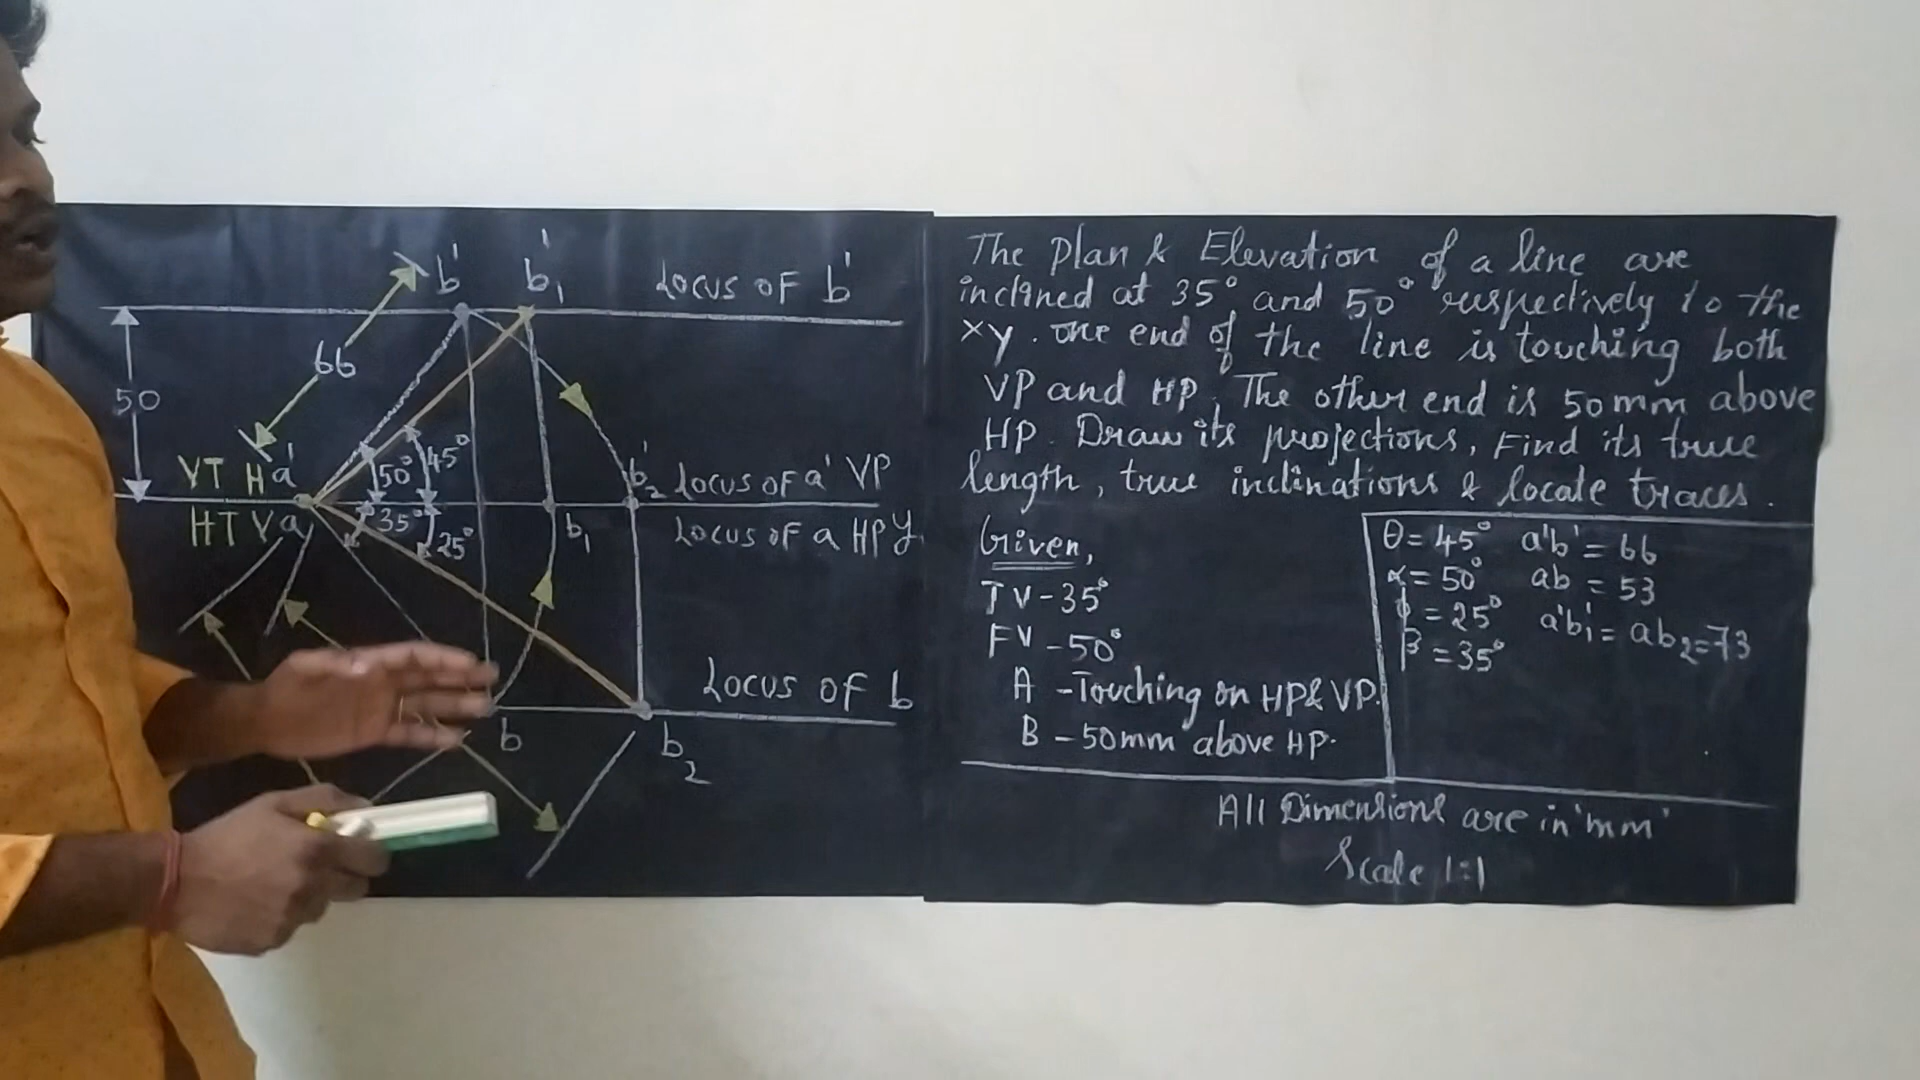 b'
b'₁
Locus OF b'
66
50
50°
45°
VT H a'
b'₂ Locus OF a' VP
HT V a
35°
25°
b₁
Locus OF a HP y
Locus OF b
b
b₂
The Plan & Elevation of a line are
inclined at 35° and 50° respectively to the
xy. one end of the line is touching both
VP and HP. The other end is 50mm above
HP. Draw its projections, Find its true
length, true inclinations & locate traces.
Given,
TV - 35°
FV - 50°
A - Touching on HP & VP.
B - 50mm above HP.
θ = 45° a'b' = 66
α = 50° ab = 53
ϕ = 25° a'b'₁ = ab₂ = 73
β = 35°
All Dimensions are in 'mm'
Scale 1:1